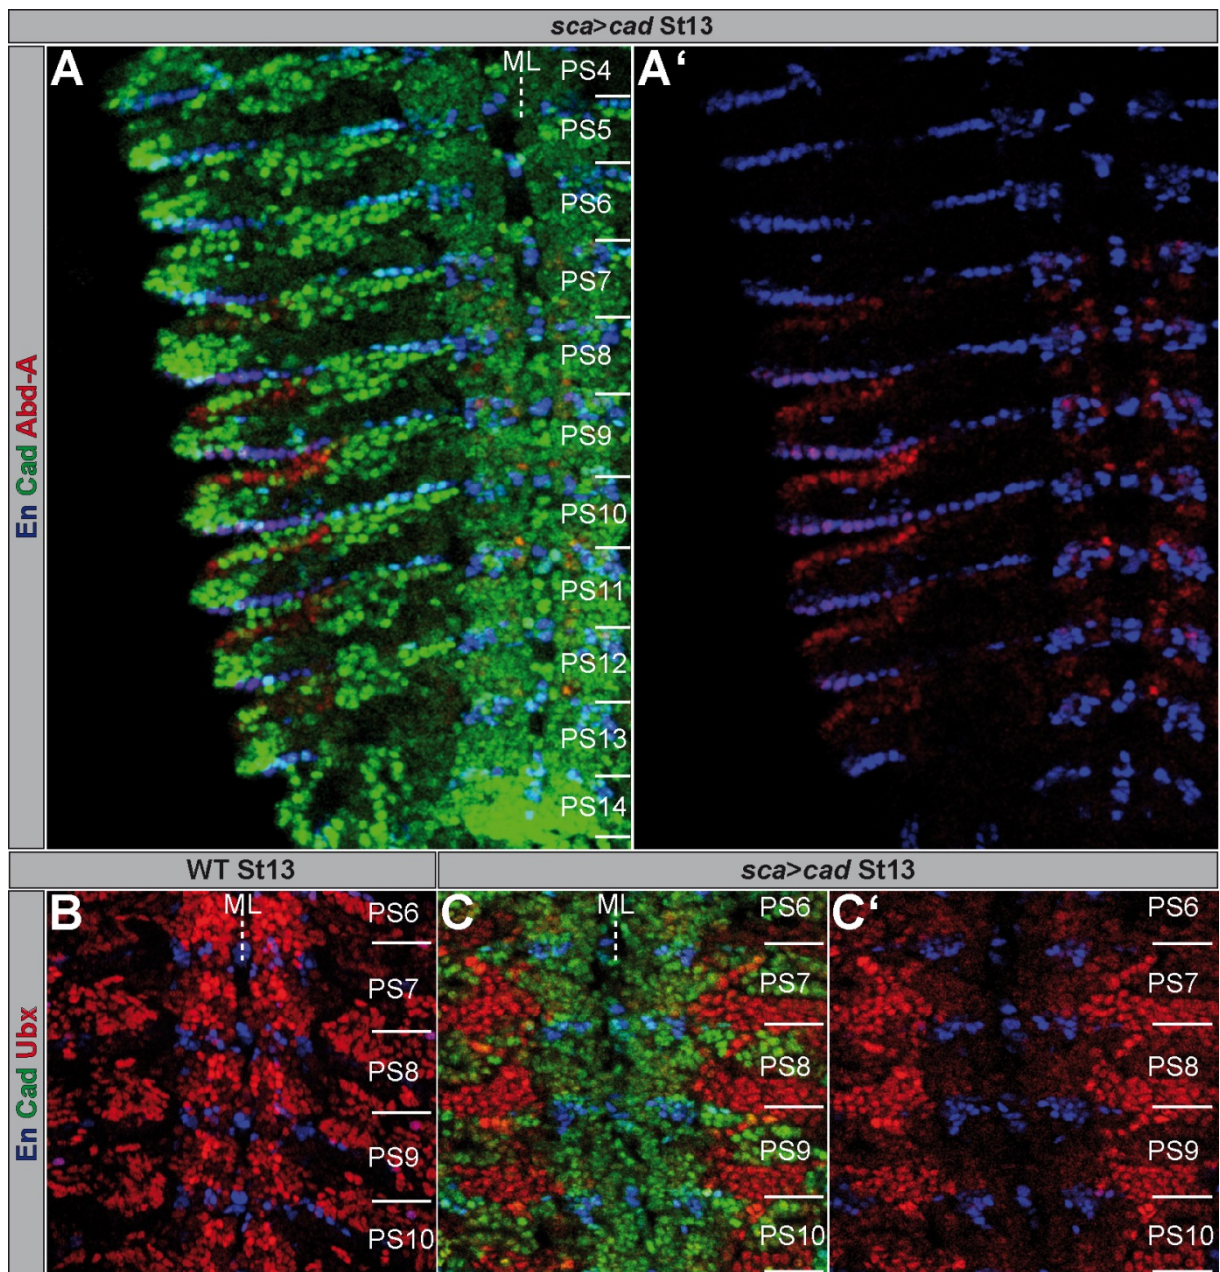 sca>cad St13
A
ML
PS4
A'
PS5
PS6
PS7
PS8
PS9
PS10
PS11
PS12
PS13
PS14
En Cad Abd-A
WT St13
sca>cad St13
B
ML
PS6
C
ML
PS6
C'
PS6
PS7
PS7
PS7
PS8
PS8
PS8
PS9
PS9
PS9
PS10
PS10
PS10
En Cad Ubx